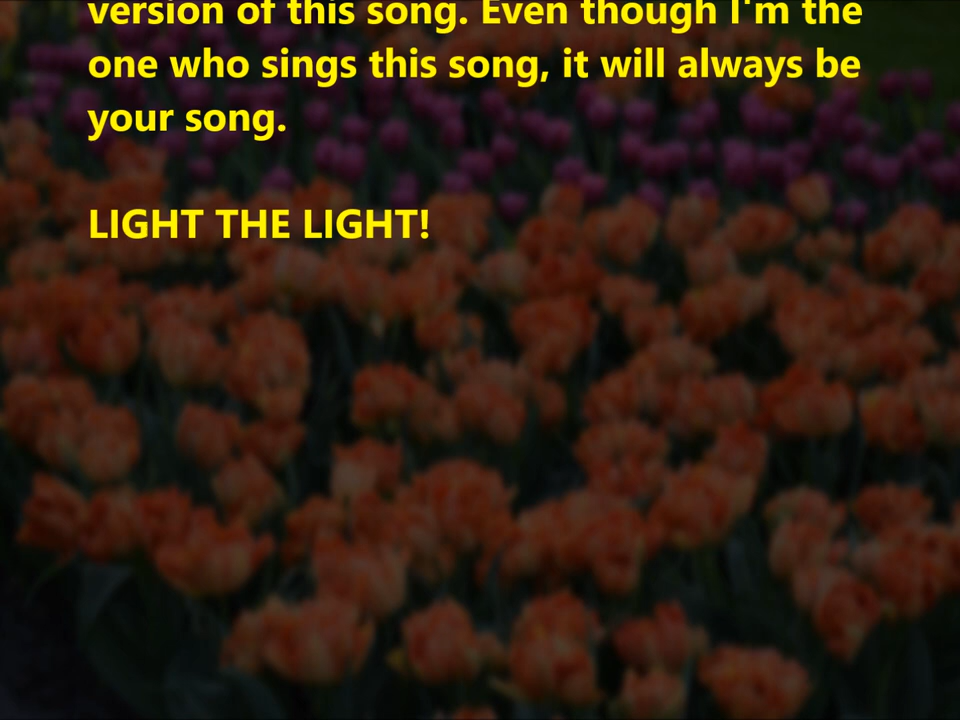 version of this song. Even though I'm the
one who sings this song, it will always be
your song.
LIGHT THE LIGHT!